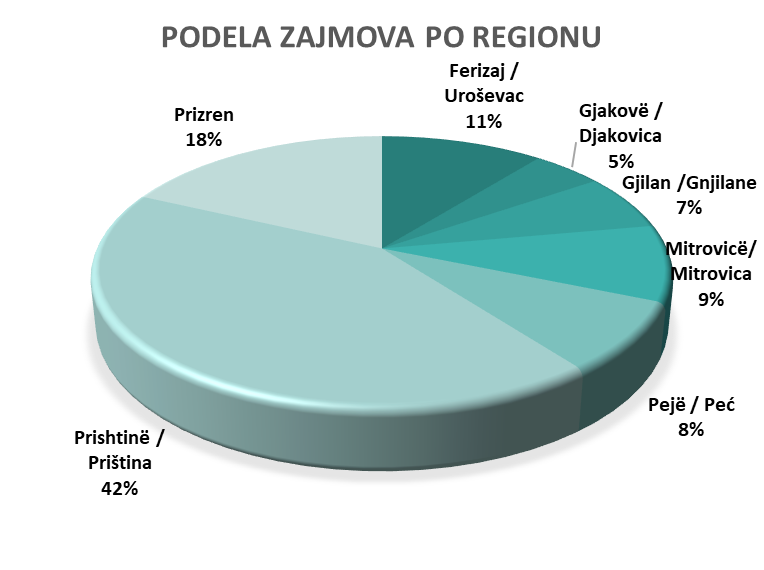 PODELA ZAJMOVA PO REGIONU
Ferizaj /
Uroševac
11%
Gjakovë /
Djakovica
5%
Gjilan /Gnjilane
7%
Mitrovicë/
Mitrovica
9%
Pejë / Peć
8%
Prishtinë /
Priština
42%
Prizren
18%